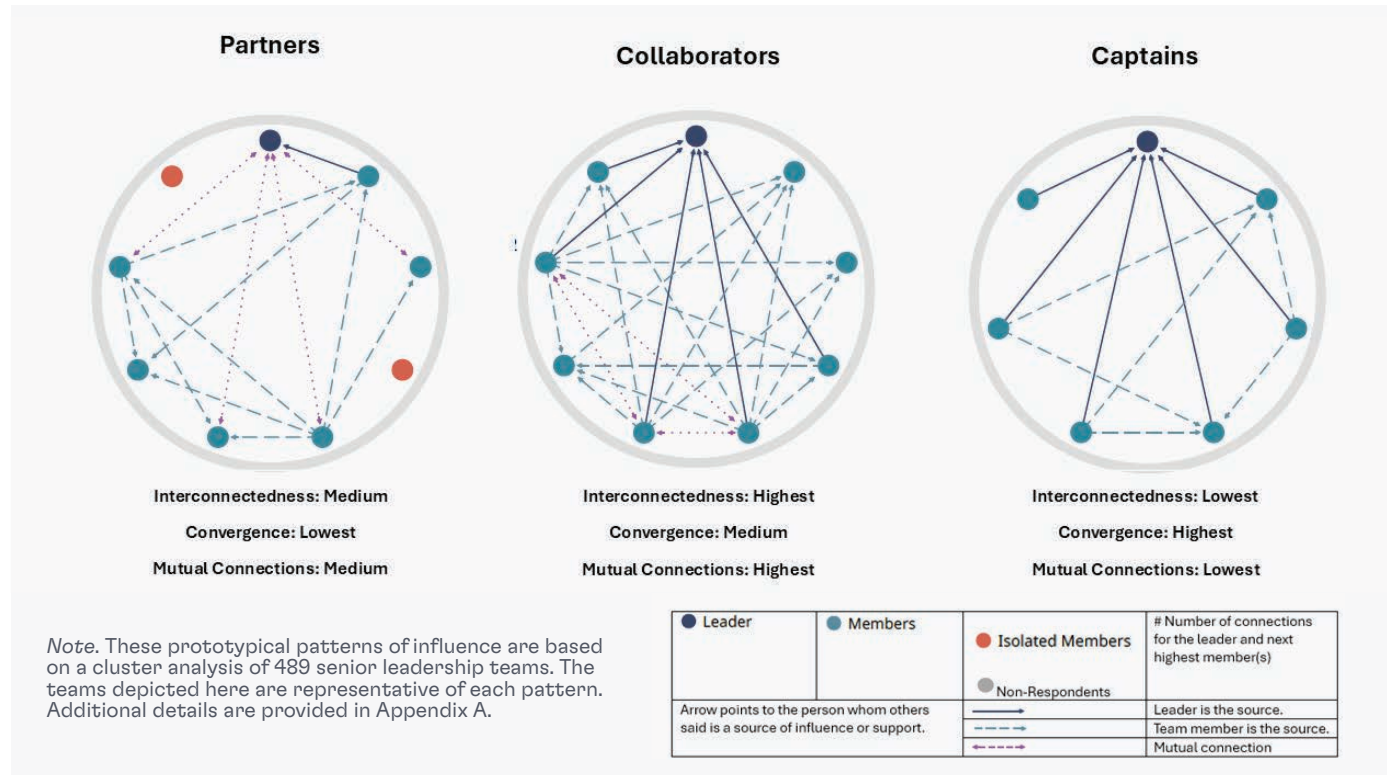 Partners
Collaborators
Captains
Interconnectedness: Medium
Convergence: Lowest
Mutual Connections: Medium
Interconnectedness: Highest
Convergence: Medium
Mutual Connections: Highest
Interconnectedness: Lowest
Convergence: Highest
Mutual Connections: Lowest
Note. These prototypical patterns of influence are based
on a cluster analysis of 489 senior leadership teams. The
teams depicted here are representative of each pattern.
Additional details are provided in Appendix A.
Leader
Members
Isolated Members
Non-Respondents
# Number of connections
for the leader and next
highest member(s)
Arrow points to the person whom others
said is a source of influence or support.
Leader is the source.
Team member is the source.
Mutual connection